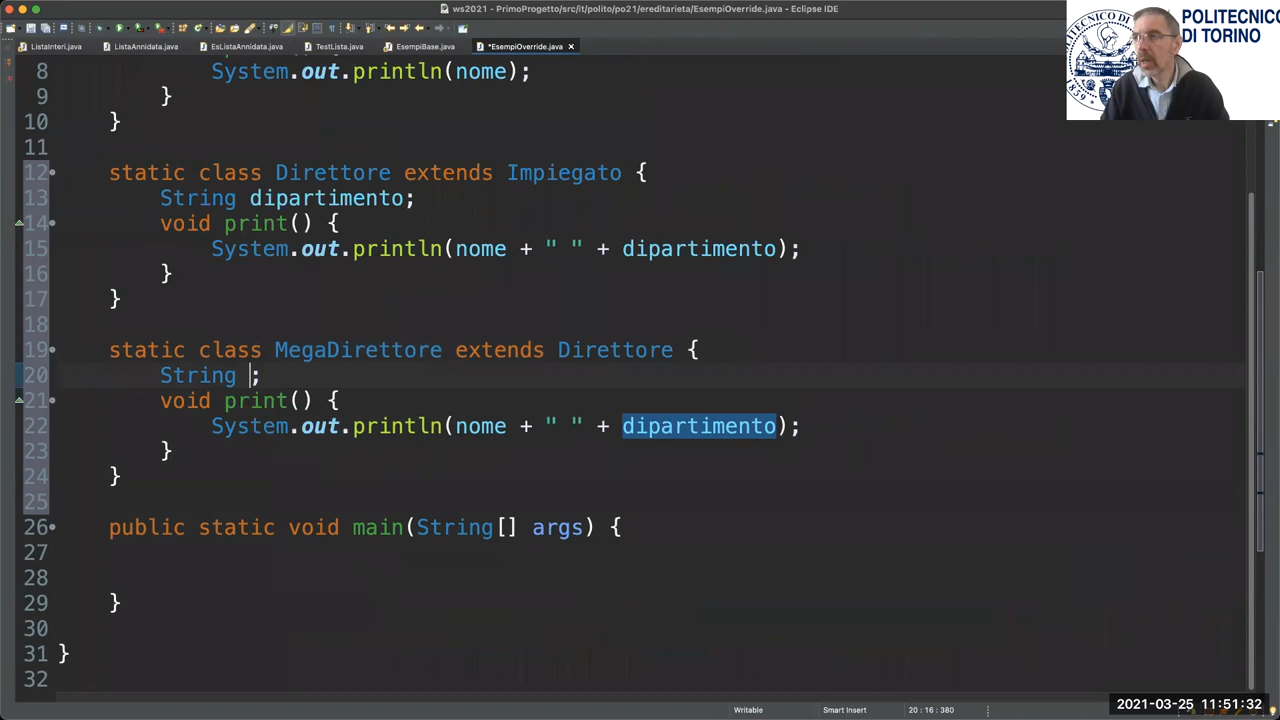 ws2021 - PrimoProgetto/src/it/polito/po21/ereditarieta/EsempiOverride.java - Eclipse IDE
ListaInteri.java ListaAnnidata.java EsListaAnnidata.java TestLista.java EsempiBase.java *EsempiOverride.java
POLITECNICO
DI TORINO
8 System.out.println(nome);
9 }
10 }
11
12 static class Direttore extends Impiegato {
13 String dipartimento;
14 void print() {
15 System.out.println(nome + " " + dipartimento);
16 }
17 }
18
19 static class MegaDirettore extends Direttore {
20 String ;
21 void print() {
22 System.out.println(nome + " " + dipartimento);
23 }
24 }
25
26 public static void main(String[] args) {
27
28
29 }
30
31 }
32
Writable Smart Insert 20 : 16 : 380
2021-03-25 11:51:32